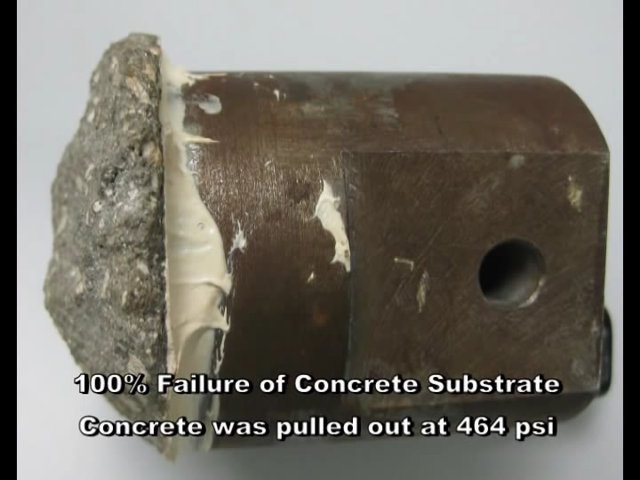 100% Failure of Concrete Substrate
Concrete was pulled out at 464 psi